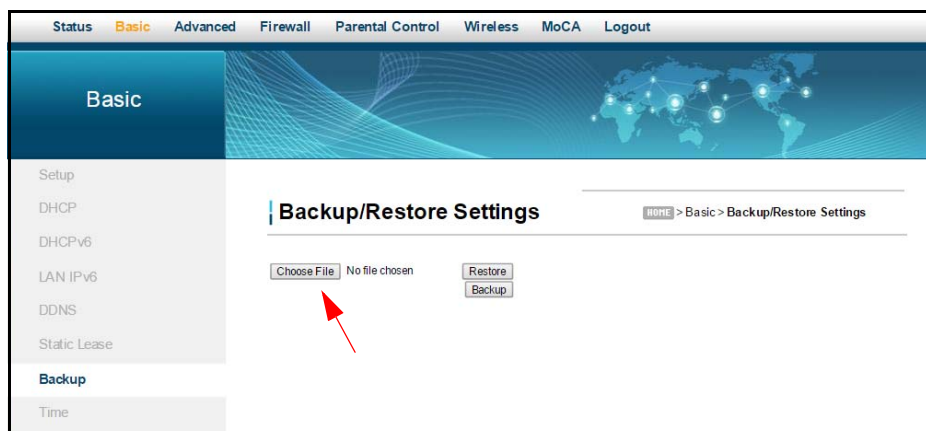 Status Basic Advanced Firewall Parental Control Wireless MoCA Logout
Basic
Setup
DHCP
DHCPv6
LAN IPv6
DDNS
Static Lease
Backup
Time
Backup/Restore Settings
HOME > Basic > Backup/Restore Settings
Choose File No file chosen Restore
Backup